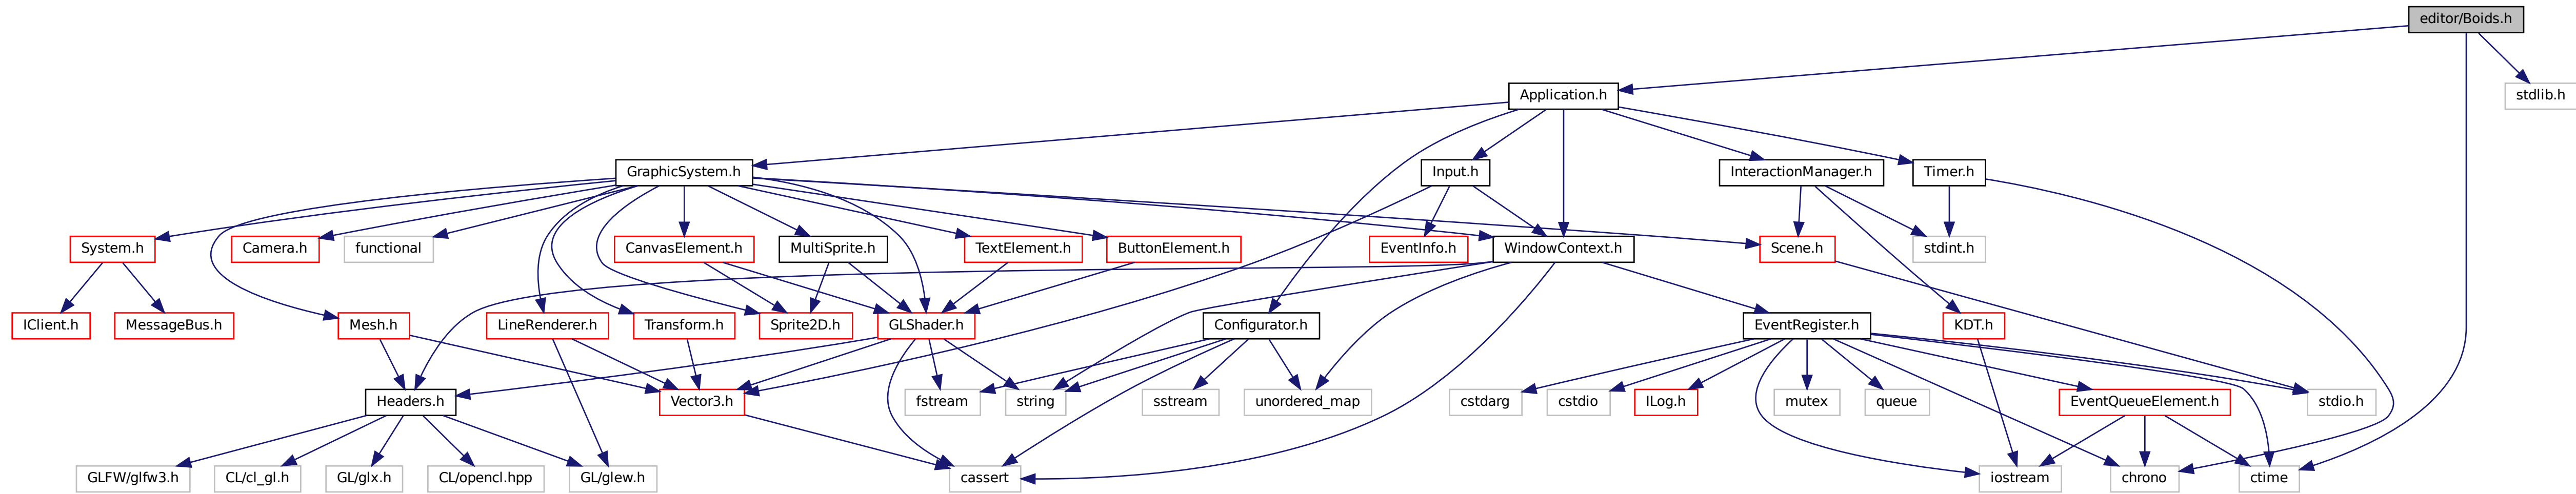 editor/Boids.h
Application.h
stdlib.h
GraphicSystem.h
Input.h
InteractionManager.h
Timer.h
System.h
Camera.h
functional
CanvasElement.h
MultiSprite.h
TextElement.h
ButtonElement.h
EventInfo.h
WindowContext.h
Scene.h
stdint.h
IClient.h
MessageBus.h
Mesh.h
LineRenderer.h
Transform.h
Sprite2D.h
GLShader.h
Configurator.h
EventRegister.h
KDT.h
Headers.h
Vector3.h
fstream
string
sstream
unordered_map
cstdarg
cstdio
ILog.h
mutex
queue
EventQueueElement.h
stdio.h
GLFW/glfw3.h
CL/cl_gl.h
GL/glx.h
CL/opencl.hpp
GL/glew.h
cassert
iostream
chrono
ctime